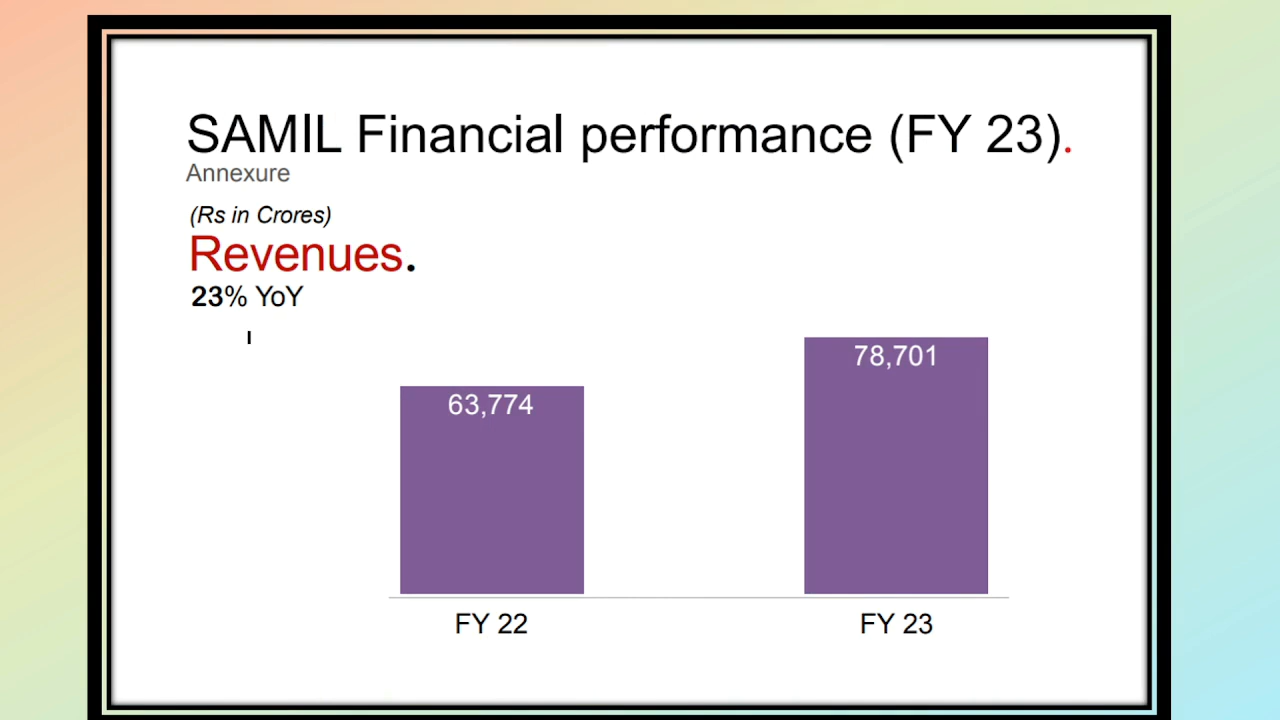 SAMIL Financial performance (FY 23).
Annexure
(Rs in Crores)
Revenues.
23% YoY
78,701
63,774
FY 22
FY 23